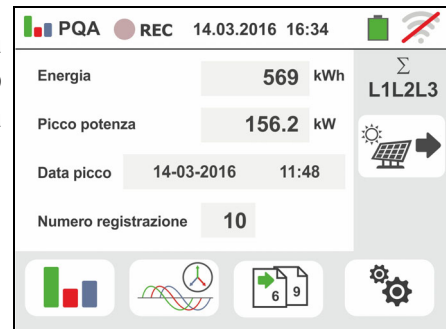 PQA REC 14.03.2016 16:34
Energia 569 kWh
Σ
L1L2L3
Picco potenza 156.2 kW
Data picco 14-03-2016 11:48
Numero registrazione 10
6 9